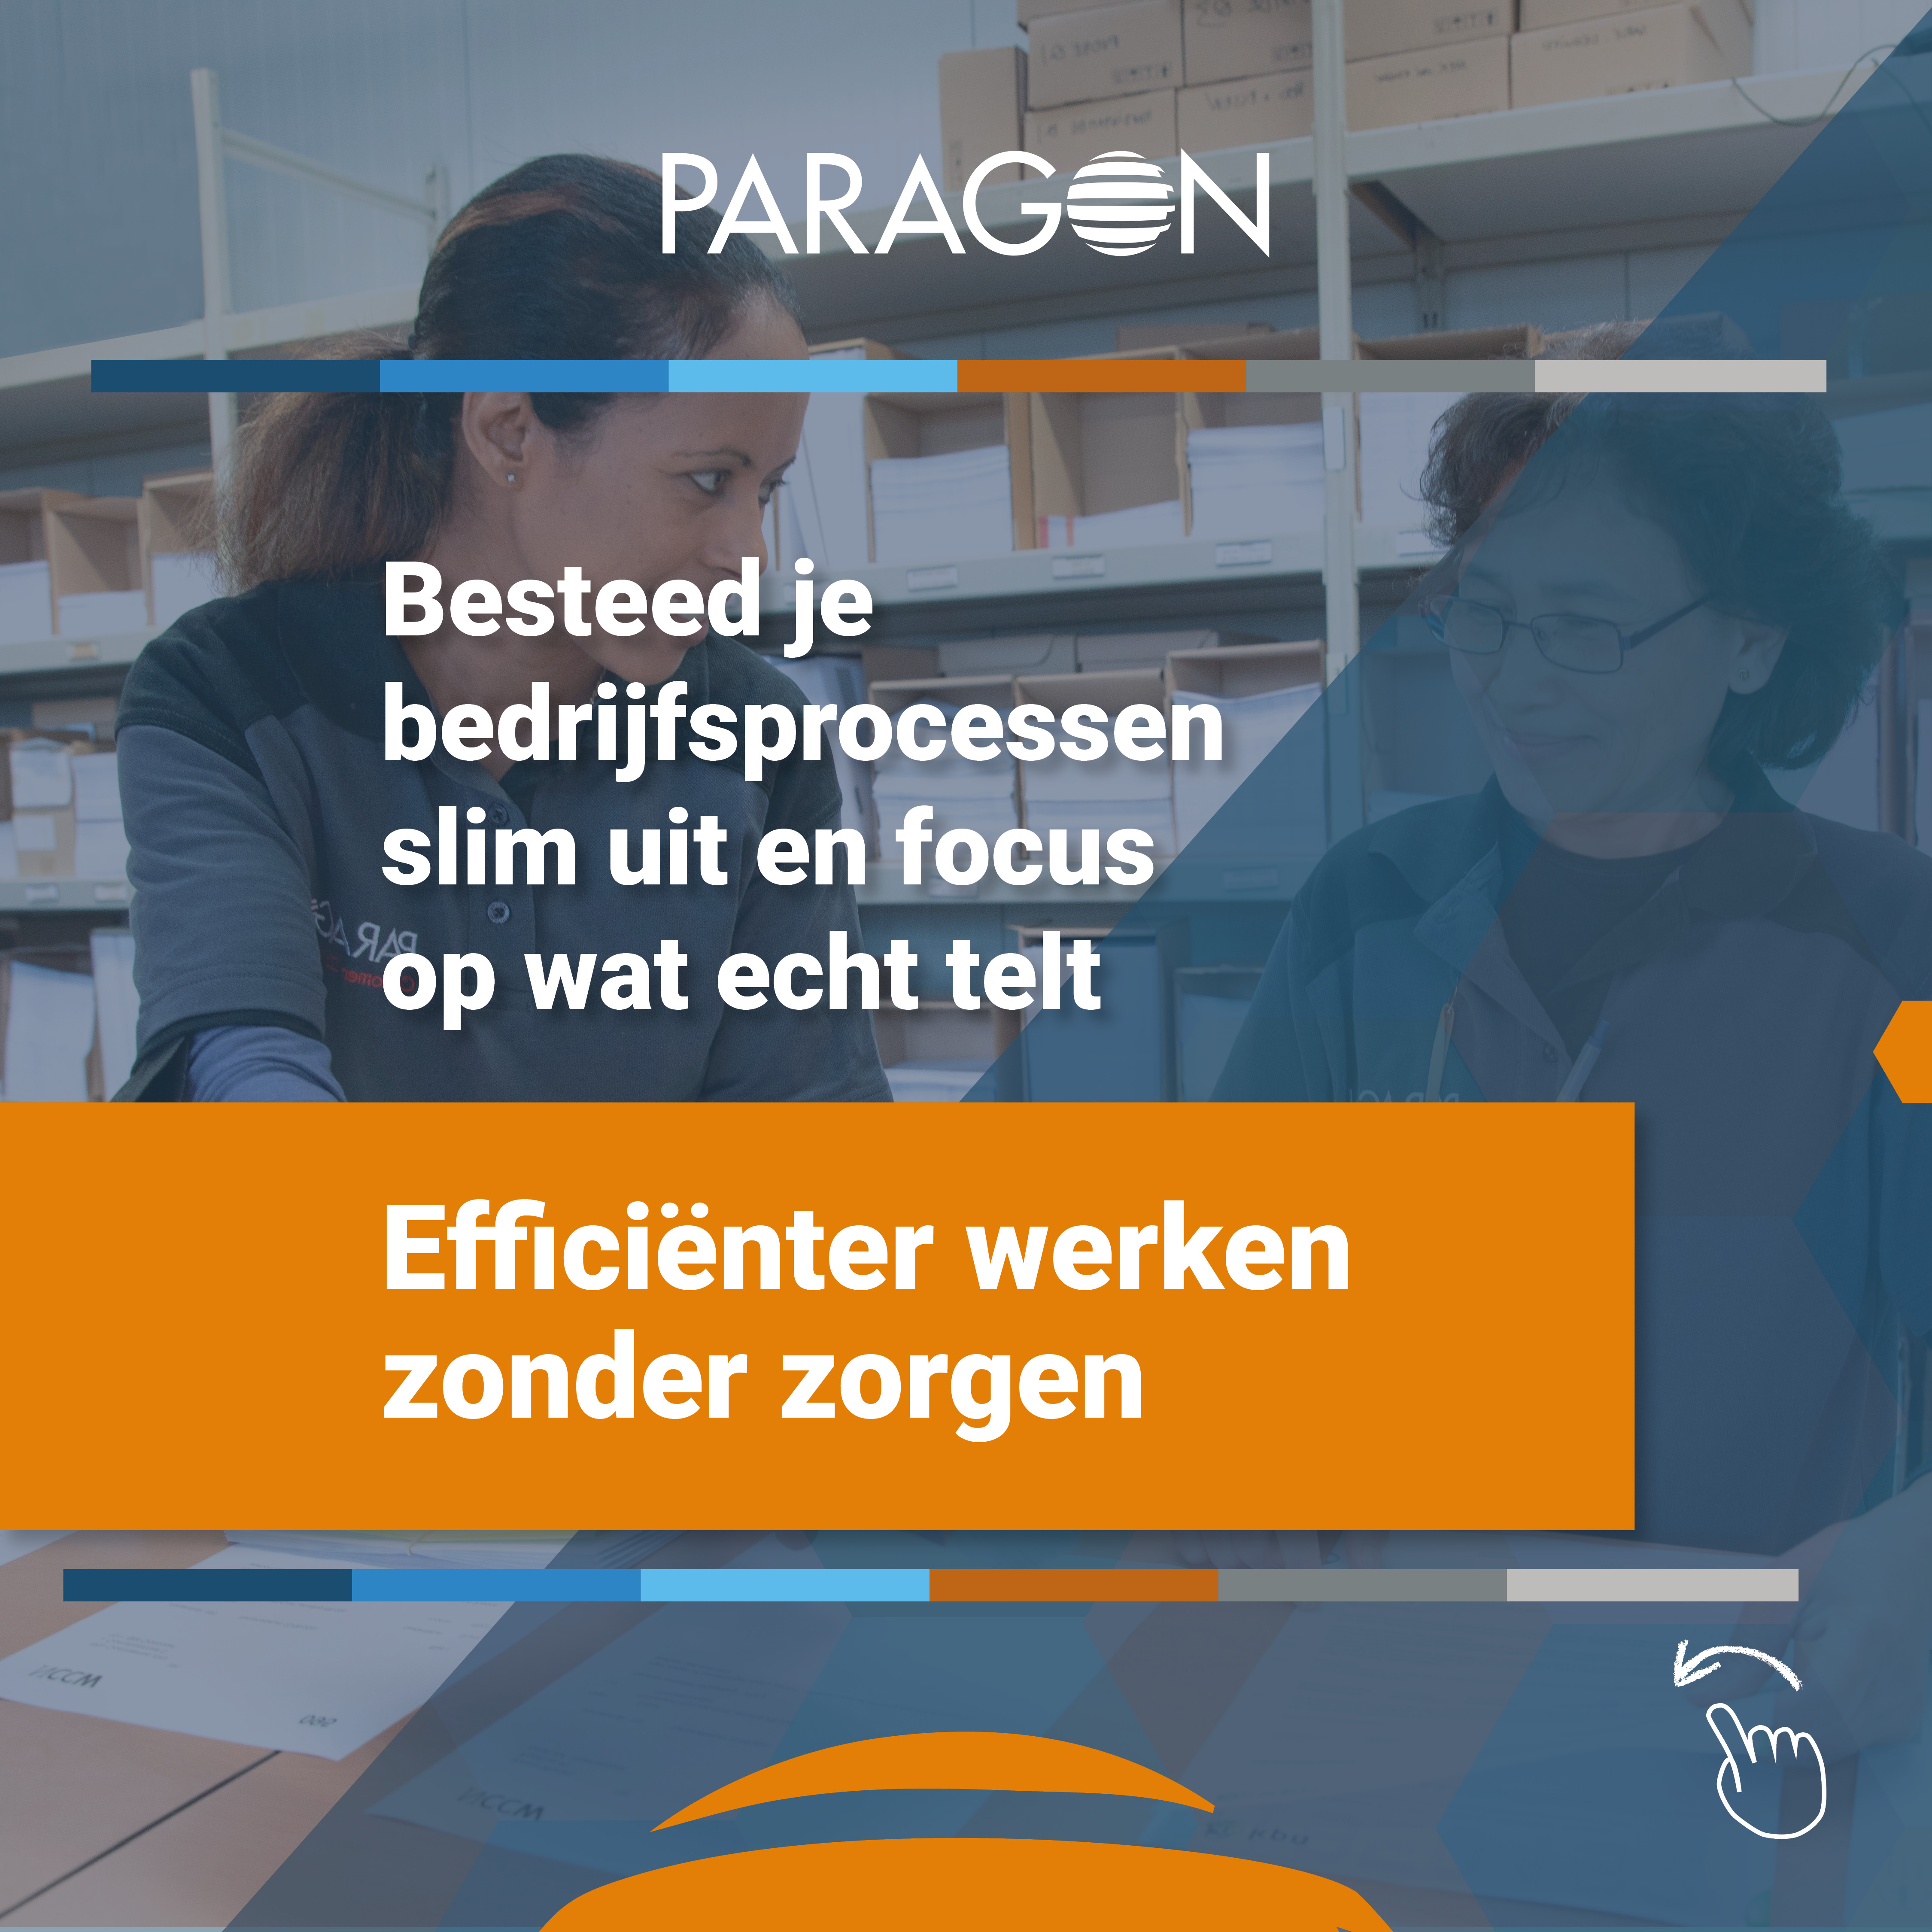 PARAGON
Besteed je
bedrijfsprocessen
slim uit en focus
op wat echt telt
Efficiënter werken
zonder zorgen